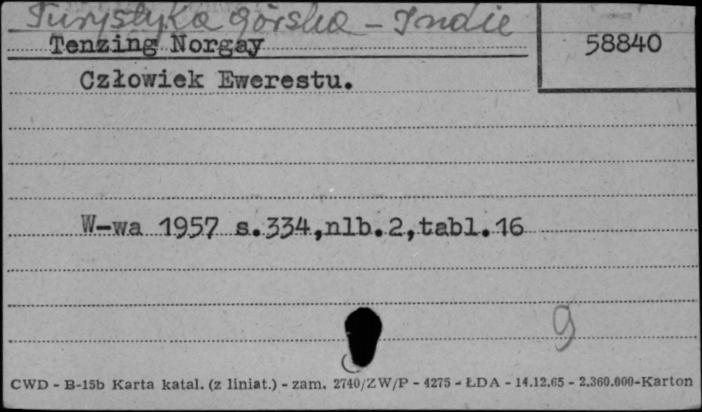 Turystyka górska - Indie
Tenzing Norgay
58840
Człowiek Ewerestu.
W-wa 1957 s.334,nlb.2,tabl.16
9
CWD - B-15b Karta katal. (z liniat.) - zam. 2740/ZW/P - 4275 - ŁDA - 14.12.65 - 2.360.000-Karton